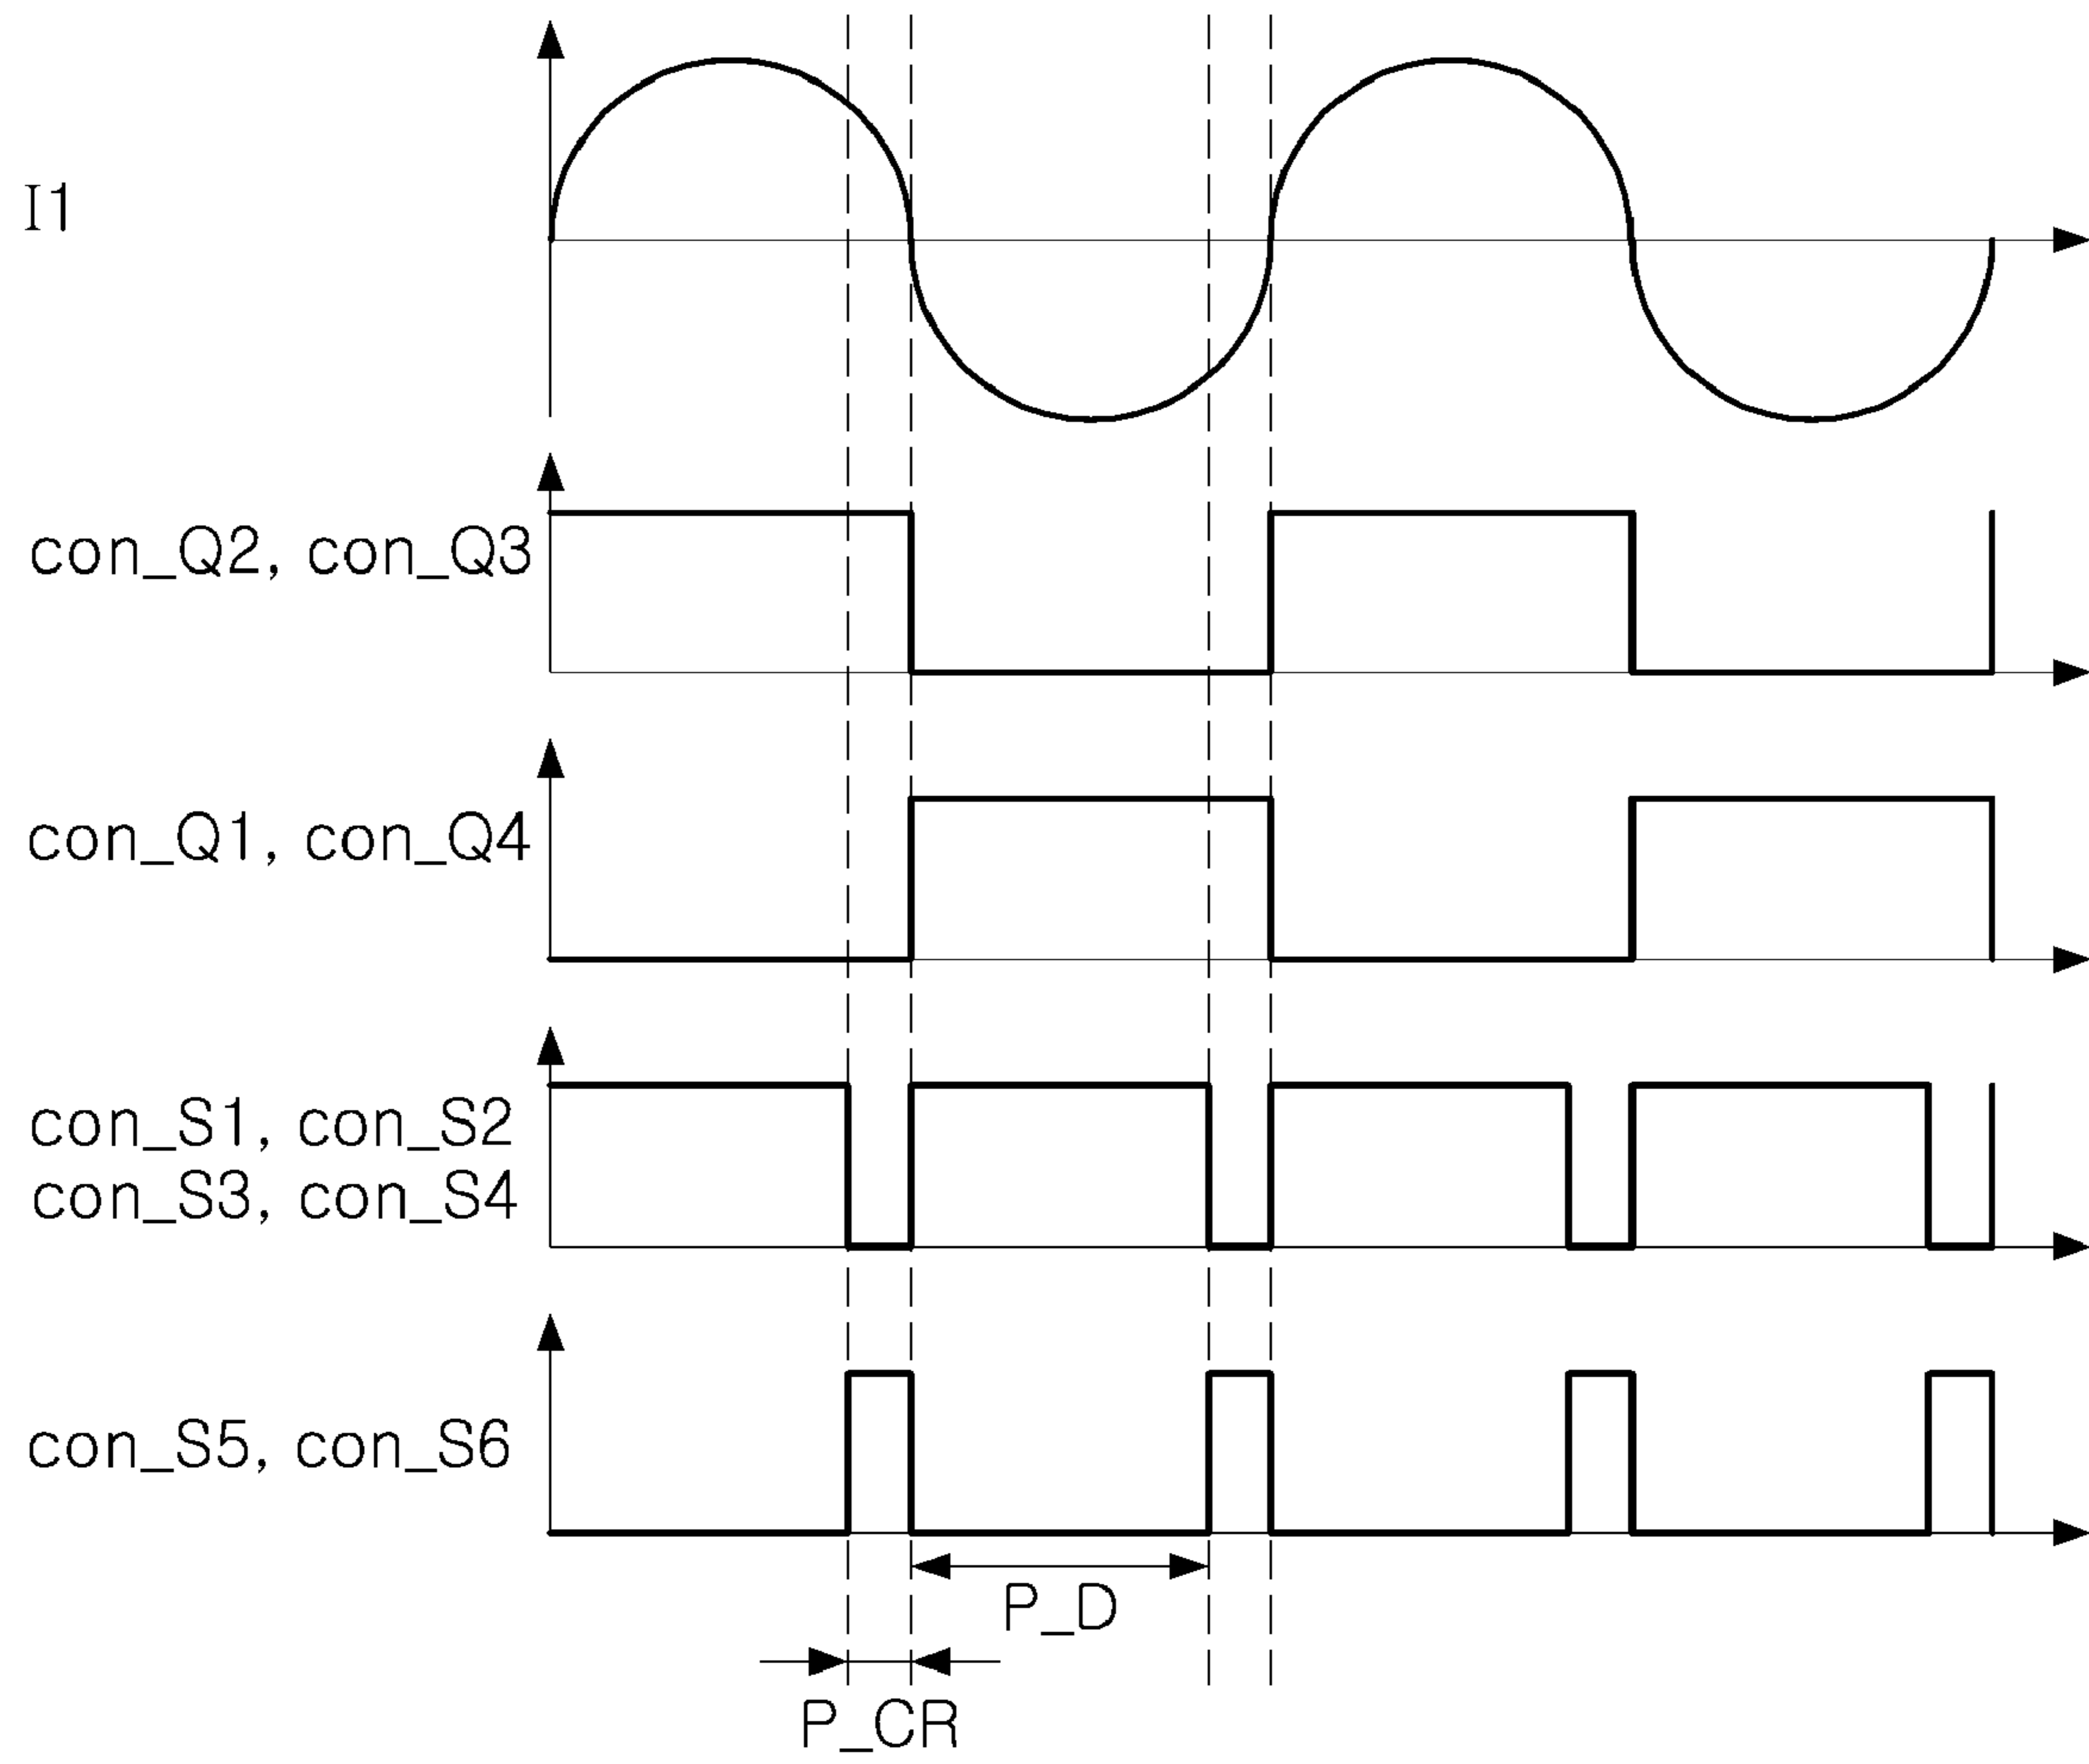 I1
con_Q2, con_Q3
con_Q1, con_Q4
con_S1, con_S2
con_S3, con_S4
con_S5, con_S6
P_D
P_CR